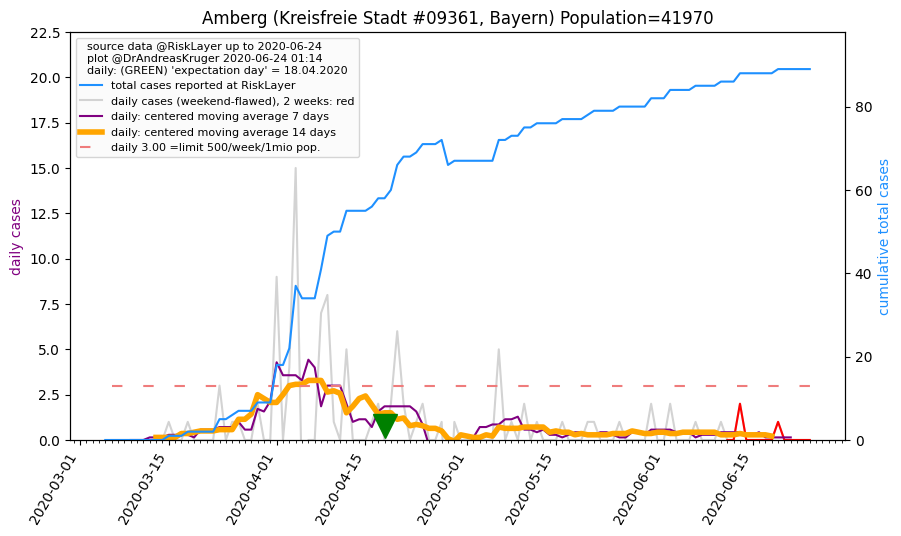 Amberg (Kreisfreie Stadt #09361, Bayern) Population=41970
source data @RiskLayer up to 2020-06-24
plot @DrAndreasKruger 2020-06-24 01:14
daily: (GREEN) 'expectation day' = 18.04.2020
total cases reported at RiskLayer
daily cases (weekend-flawed), 2 weeks: red
daily: centered moving average 7 days
daily: centered moving average 14 days
daily 3.00 =limit 500/week/1mio pop.
daily cases
22.5
20.0
17.5
15.0
12.5
10.0
7.5
5.0
2.5
0.0
80
60
40
20
0
cumulative total cases
2020-03-01
2020-03-15
2020-04-01
2020-04-15
2020-05-01
2020-05-15
2020-06-01
2020-06-15